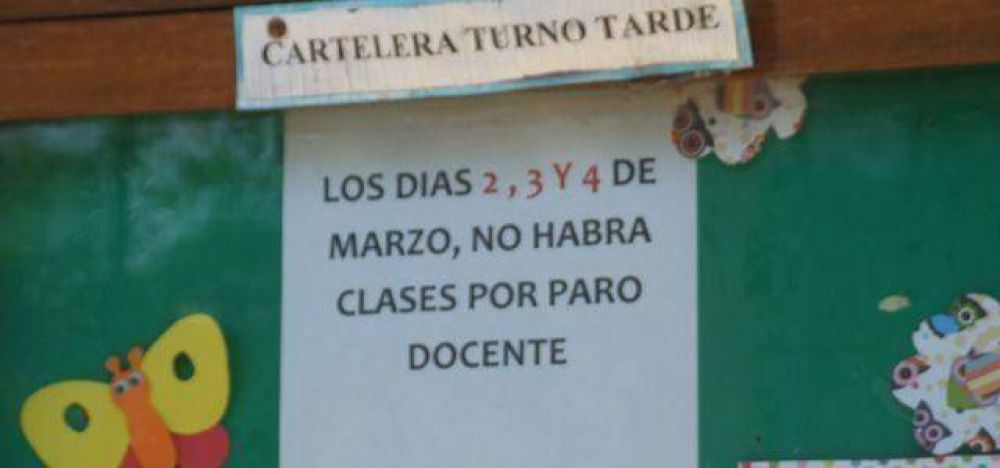 CARTELERA TURNO TARDE
LOS DIAS 2, 3 Y 4 DE
MARZO, NO HABRA
CLASES POR PARO
DOCENTE